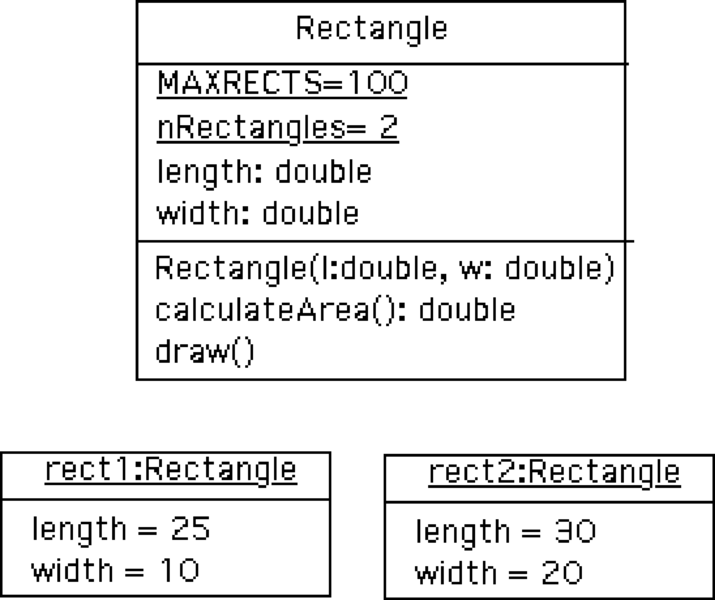 Rectangle
MAXRECTS=100
nRectangles= 2
length: double
width: double
Rectangle(l:double, w: double)
calculateArea(): double
draw()
rect1:Rectangle
length = 25
width = 10
rect2:Rectangle
length = 30
width = 20